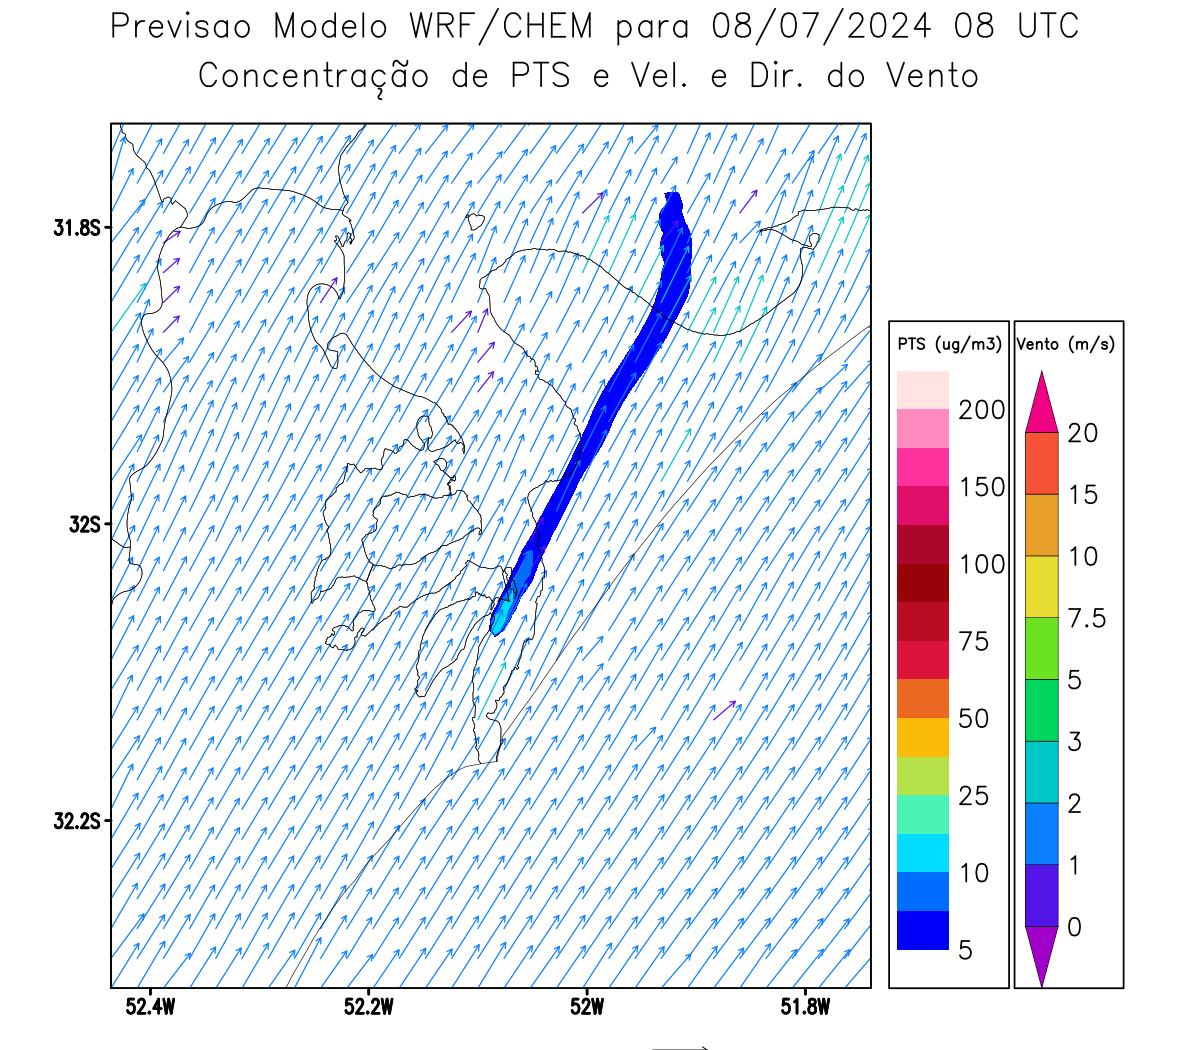 Previsao Modelo WRF/CHEM para 08/07/2024 08 UTC
Concentração de PTS e Vel. e Dir. do Vento
31.8S
32S
32.2S
52.4W 52.2W 52W 51.8W
PTS (ug/m3)
200
150
100
75
50
25
10
5
Vento (m/s)
20
15
10
7.5
5
3
2
1
0